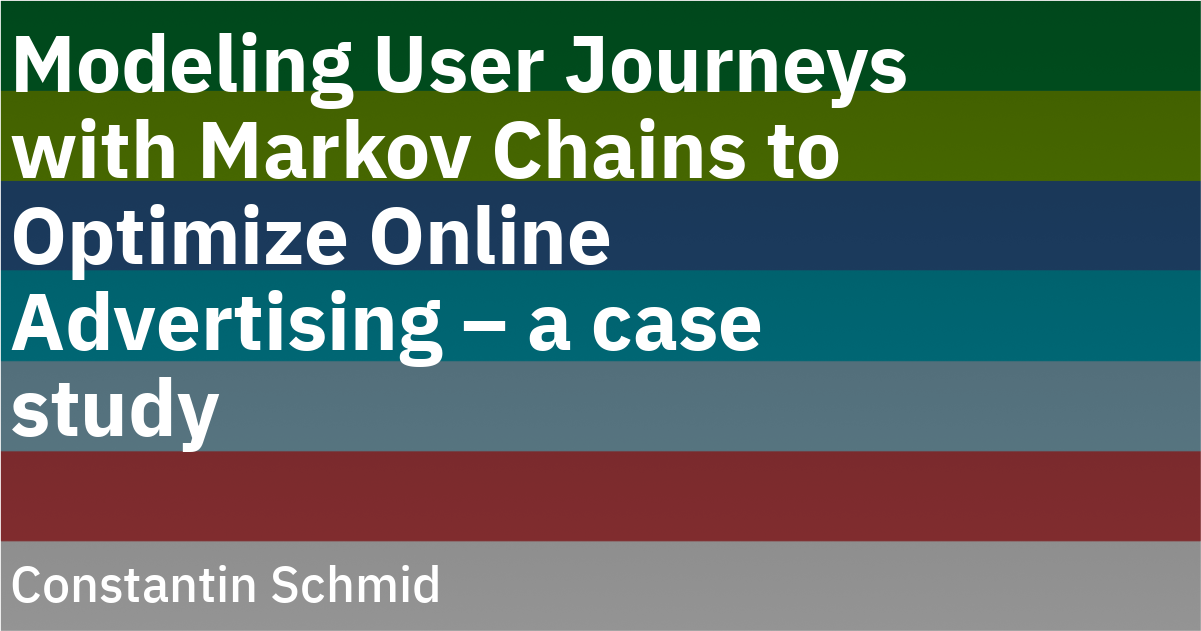 Modeling User Journeys
with Markov Chains to
Optimize Online
Advertising – a case
study
Constantin Schmid